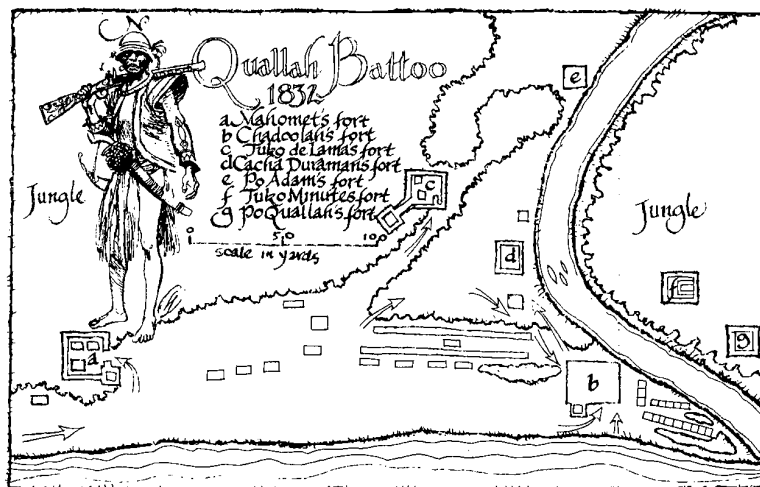 N
Quallah Battoo
1832
a Mahomet's fort
b Chadoolah's fort
c Tuko de Lamas fort
d Cacha Duramans fort
e Po Adam's fort
f Tuko Minutes fort
g Po Quallah's fort
0 50 100
scale in yards
Jungle
Jungle
e
c
d
f
g
a
b